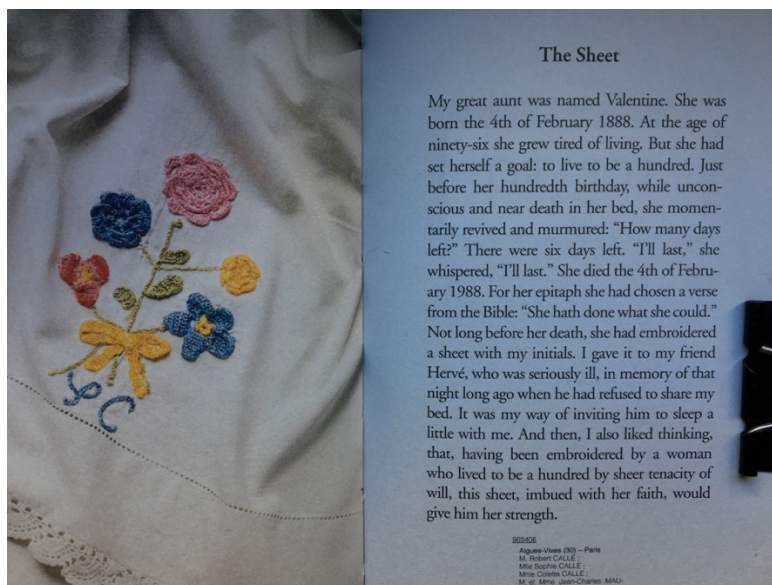 SC
The Sheet
My great aunt was named Valentine. She was
born the 4th of February 1888. At the age of
ninety-six she grew tired of living. But she had
set herself a goal: to live to be a hundred. Just
before her hundredth birthday, while uncon-
scious and near death in her bed, she momen-
tarily revived and murmured: “How many days
left?” There were six days left. “I’ll last,” she
whispered, “I’ll last.” She died the 4th of Febru-
ary 1988. For her epitaph she had chosen a verse
from the Bible: “She hath done what she could.”
Not long before her death, she had embroidered
a sheet with my initials. I gave it to my friend
Hervé, who was seriously ill, in memory of that
night long ago when he had refused to share my
bed. It was my way of inviting him to sleep a
little with me. And then, I also liked thinking,
that, having been embroidered by a woman
who lived to be a hundred by sheer tenacity of
will, this sheet, imbued with her faith, would
give him her strength.
969406
Aigues-Vives (30) – Paris
M. Robert CALLE ;
Mlle Sophie CALLE ;
Mme Colette CALLE ;
M. et Mme Jean-Charles MAU-